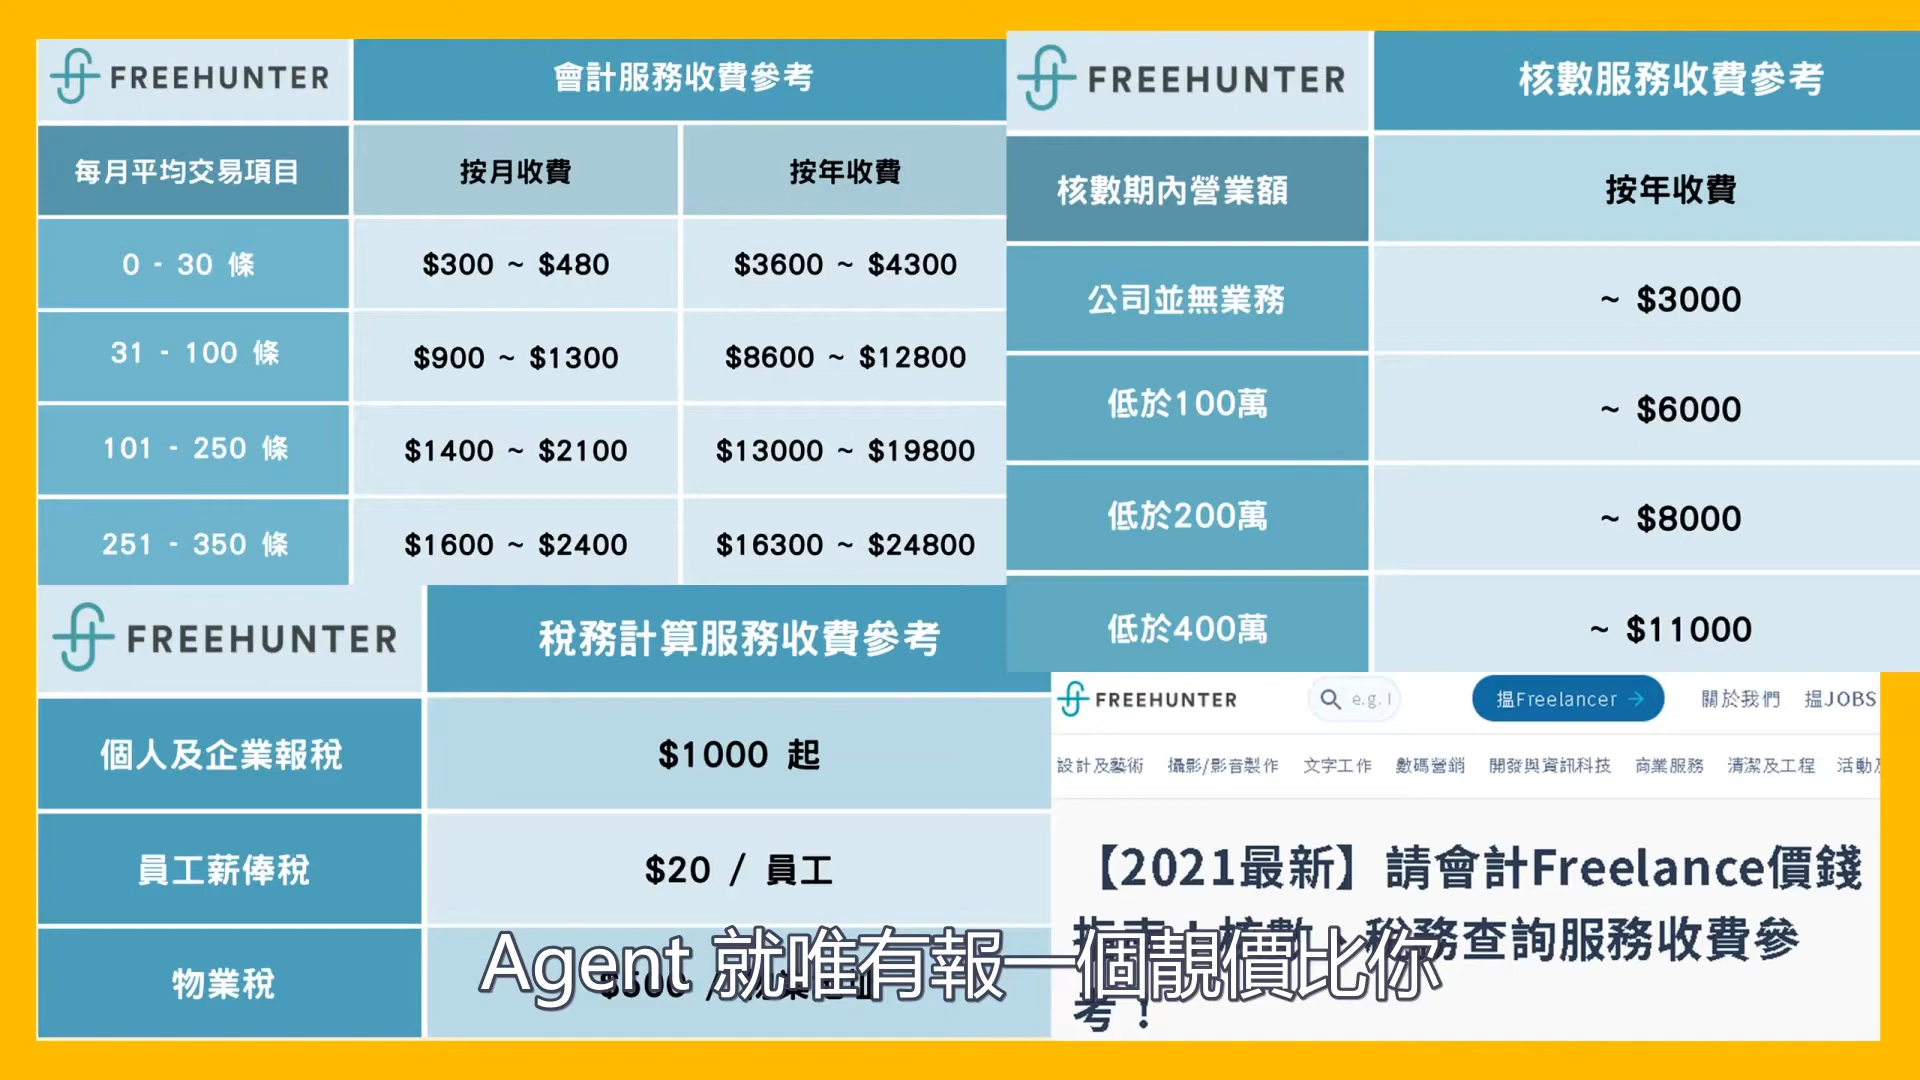 FREEHUNTER
會計服務收費參考
每月平均交易項目
按月收費
按年收費
0 - 30 條
$300 ~ $480
$3600 ~ $4300
31 - 100 條
$900 ~ $1300
$8600 ~ $12800
101 - 250 條
$1400 ~ $2100
$13000 ~ $19800
251 - 350 條
$1600 ~ $2400
$16300 ~ $24800
FREEHUNTER
核數服務收費參考
核數期內營業額
按年收費
公司並無業務
~ $3000
低於100萬
~ $6000
低於200萬
~ $8000
低於400萬
~ $11000
FREEHUNTER
稅務計算服務收費參考
個人及企業報稅
$1000 起
員工薪俸稅
$20 / 員工
物業稅
$500 /
FREEHUNTER
e.g. I
搵Freelancer →
關於我們
搵JOBS
設計及藝術
攝影/影音製作
文字工作
數碼營銷
開發與資訊科技
商業服務
清潔及工程
活動
【2021最新】請會計Freelance價錢
核數、稅務查詢服務收費參
考！
Agent 就唯有報一個靚價比你